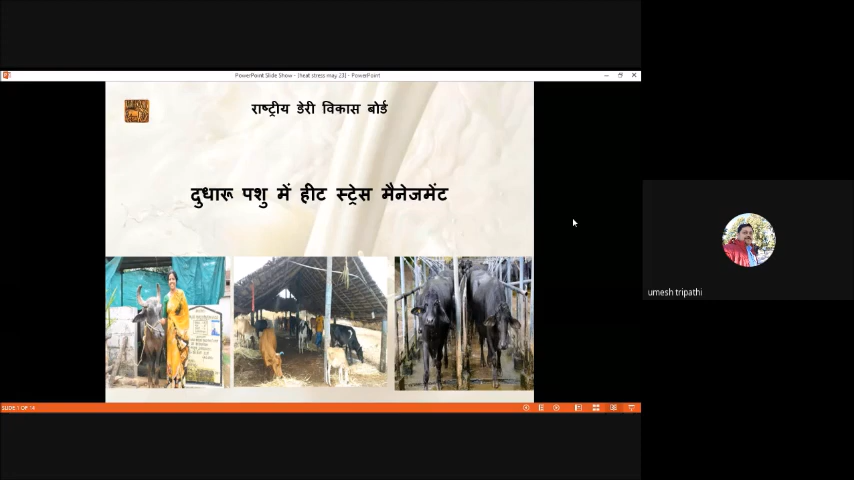 PowerPoint Slide Show - [heat stress may 23] - PowerPoint
राष्ट्रीय डेरी विकास बोर्ड
दुधारू पशु में हीट स्ट्रेस मैनेजमेंट
umesh tripathi
SLIDE 1 OF 14